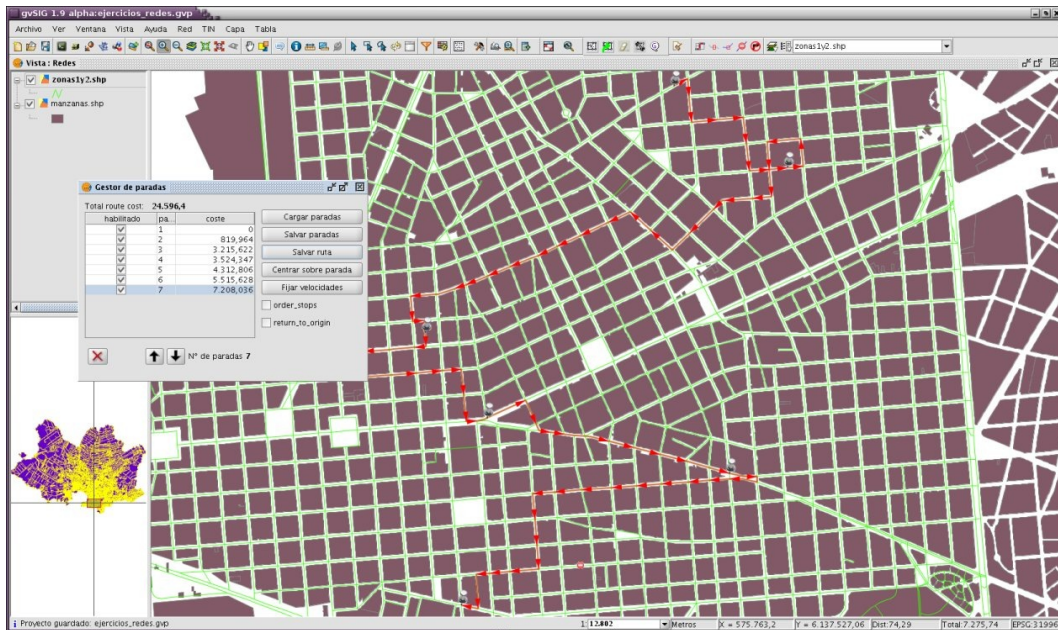 gvSIG 1.9 alpha:ejercicios_redes.gvp
Archivo Ver Ventana Vista Ayuda Red TIN Capa Tabla
zonas1y2.shp
Vista : Redes
zonas1y2.shp
manzanas.shp
Gestor de paradas
Total route cost: 24.596,4
habilitado pa... coste
1 0
2 819,964
3 3.215,622
4 3.524,347
5 4.312,806
6 5.515,628
7 7.208,036
Cargar paradas
Salvar paradas
Salvar ruta
Centrar sobre parada
Fijar velocidades
order_stops
return_to_origin
N° de paradas 7
Proyecto guardado: ejercicios_redes.gvp 1: 12.802 Metros X = 575.763,2 Y = 6.137.527,06 Dist:74,29 Total:7.275,74 EPSG:31996